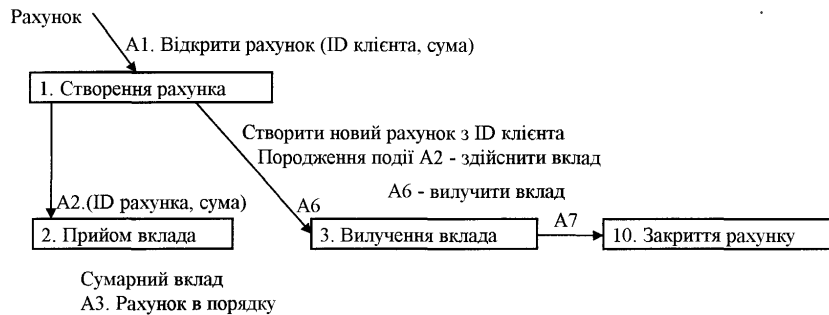 Рахунок
А1. Відкрити рахунок (ID клієнта, сума)
1. Створення рахунка
Створити новий рахунок з ID клієнта
Породження події А2 - здійснити вклад
А6 - вилучити вклад
А2.(ID рахунка, сума)
А6
А7
2. Прийом вклада
3. Вилучення вклада
10. Закриття рахунку
Сумарний вклад
А3. Рахунок в порядку